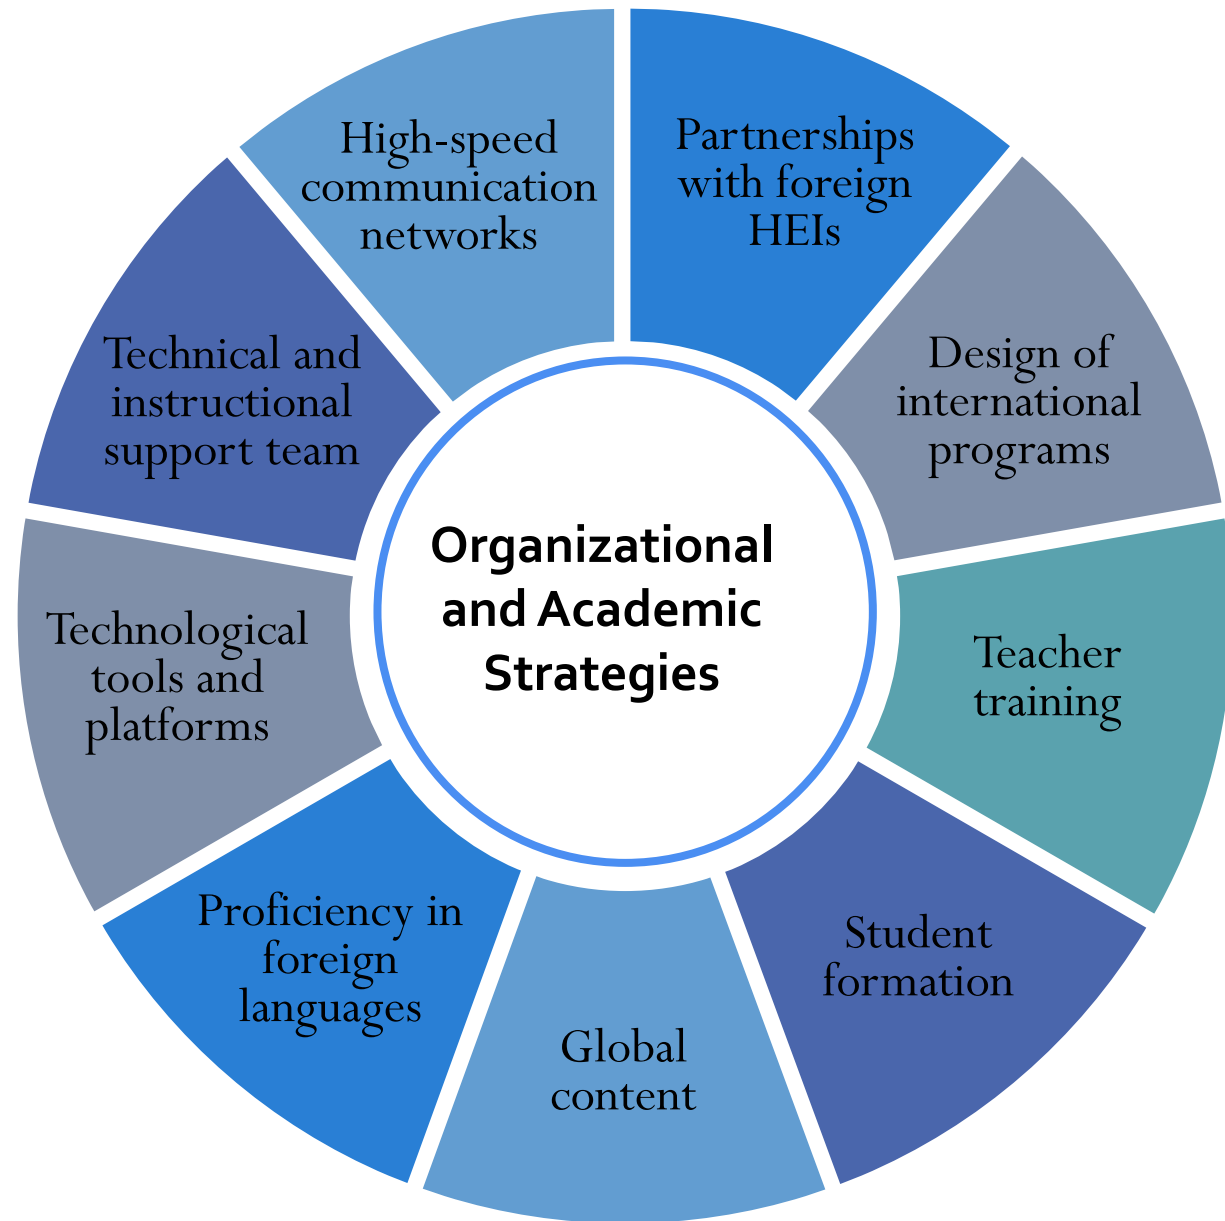 Partnerships
with foreign
HEIs
Design of
international
programs
Teacher
training
Student
formation
Global
content
Proficiency in
foreign
languages
Technological
tools and
platforms
Technical and
instructional
support team
High-speed
communication
networks
Organizational
and Academic
Strategies